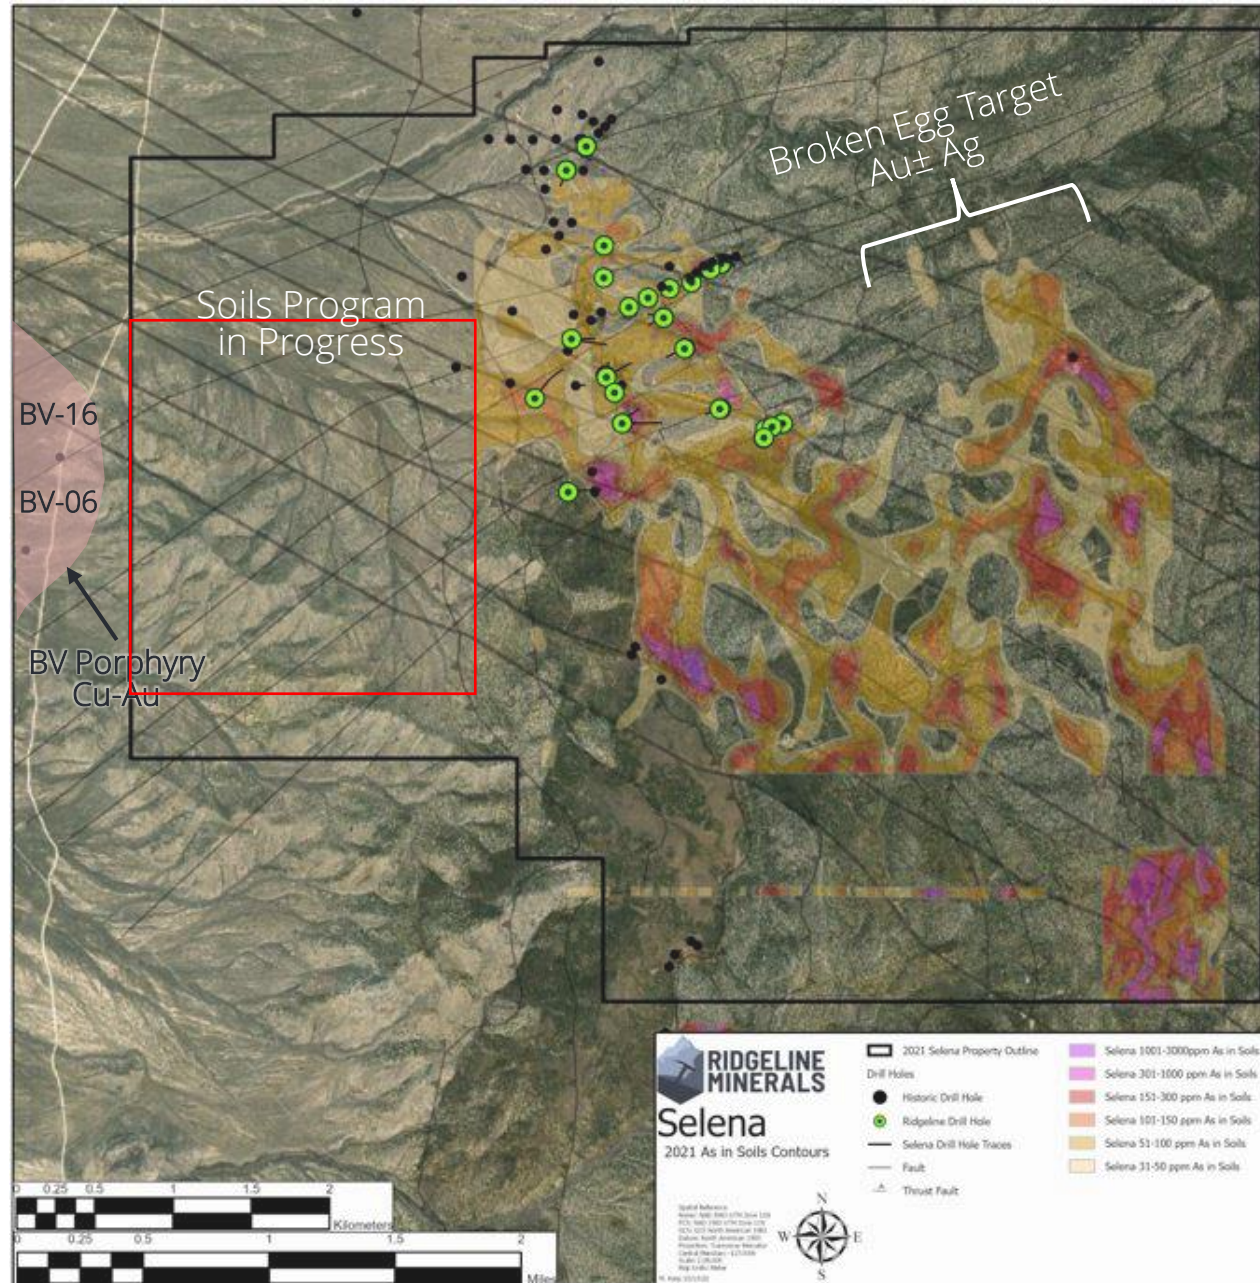 Broken Egg Target
Au± Ag
Soils Program
in Progress
BV-16
BV-06
BV Porphyry
Cu-Au
RIDGELINE
MINERALS
Selena
2021 As in Soils Contours
2021 Selena Property Outline
Drill Holes
Historic Drill Hole
Ridgeline Drill Hole
Selena Drill Hole Traces
Fault
Thrust Fault
Selena 1001-3000ppm As in Soils
Selena 301-1000 ppm As in Soils
Selena 151-300 ppm As in Soils
Selena 101-150 ppm As in Soils
Selena 51-100 ppm As in Soils
Selena 31-50 ppm As in Soils
N
W E
S
Spatial Reference
0 0.25 0.5 1 1.5 2
Kilometers
0 0.25 0.5 1 1.5 2
Miles